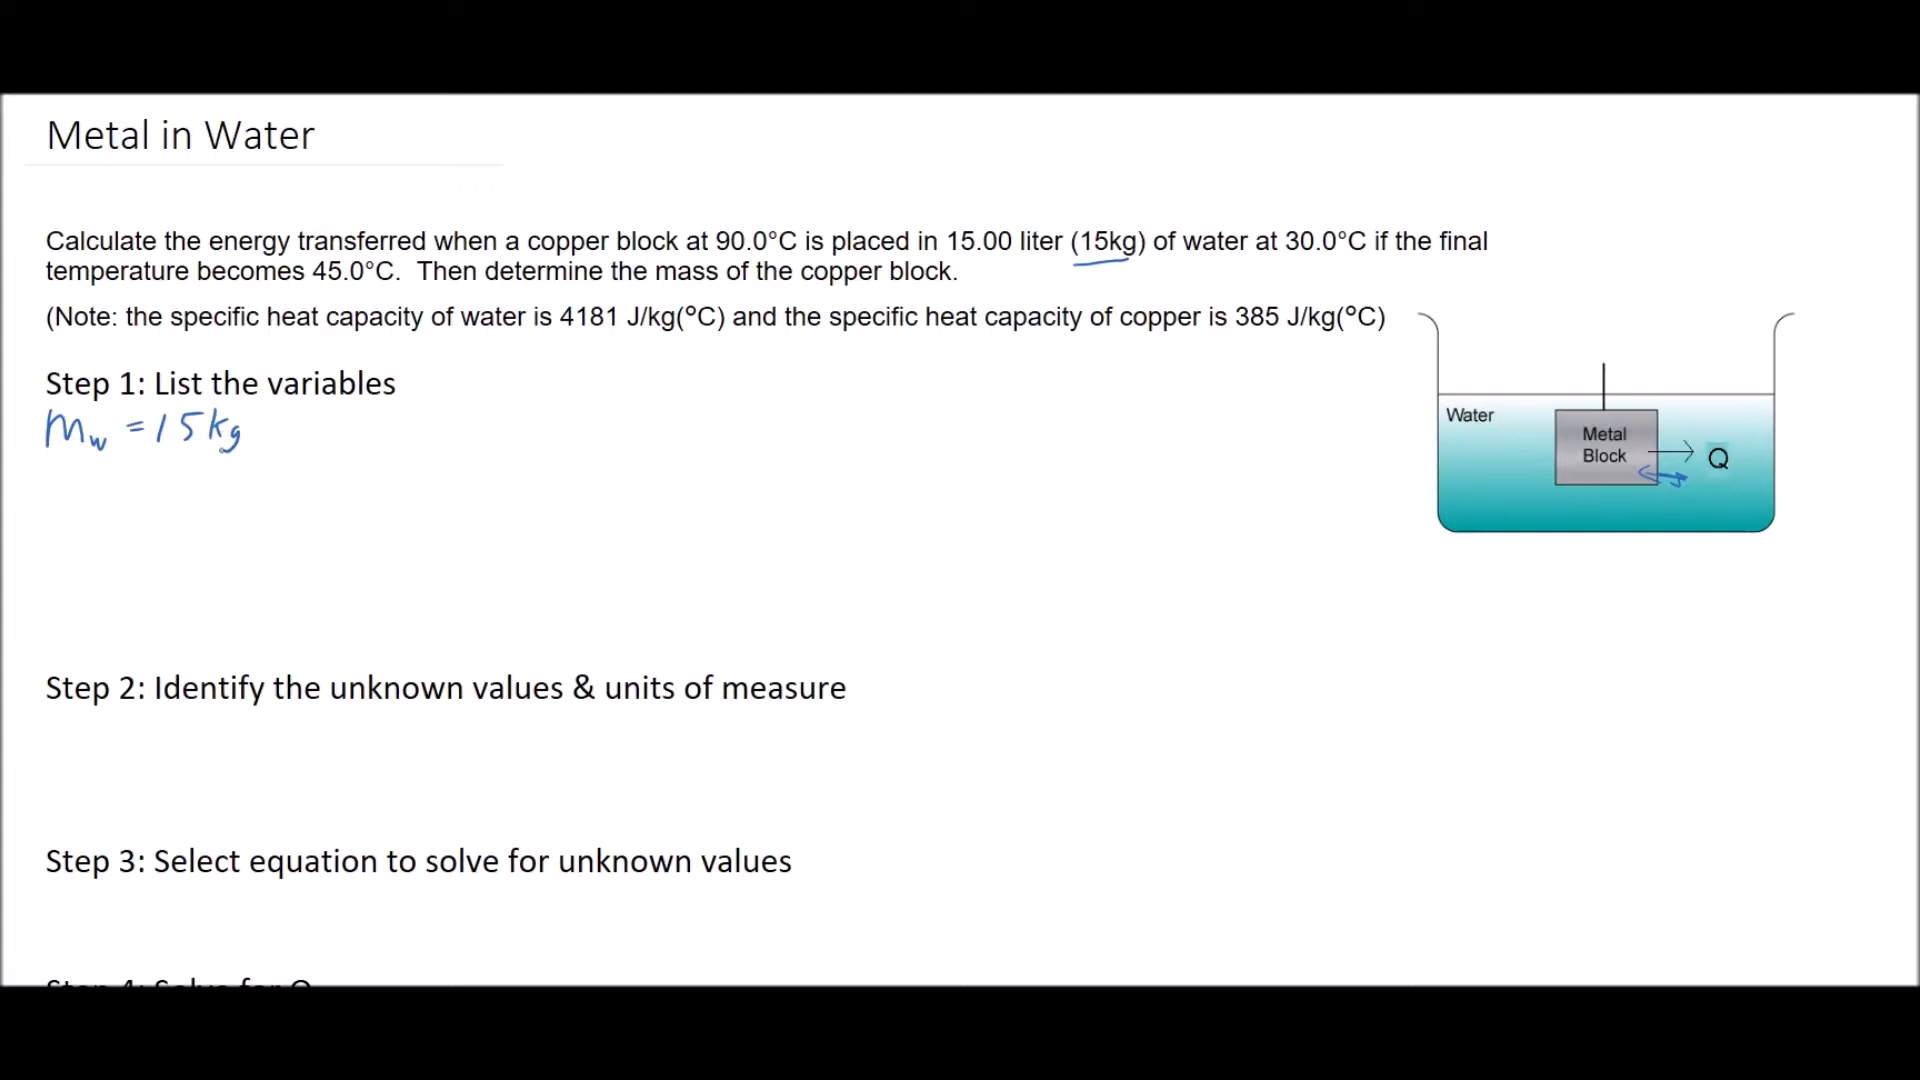 Metal in Water
Calculate the energy transferred when a copper block at 90.0°C is placed in 15.00 liter (15kg) of water at 30.0°C if the final
temperature becomes 45.0°C. Then determine the mass of the copper block.
(Note: the specific heat capacity of water is 4181 J/kg(°C) and the specific heat capacity of copper is 385 J/kg(°C)
Step 1: List the variables
Mw = 15kg
Water
Metal
Block
Q
Step 2: Identify the unknown values & units of measure
Step 3: Select equation to solve for unknown values
Step 4: Solve for Q